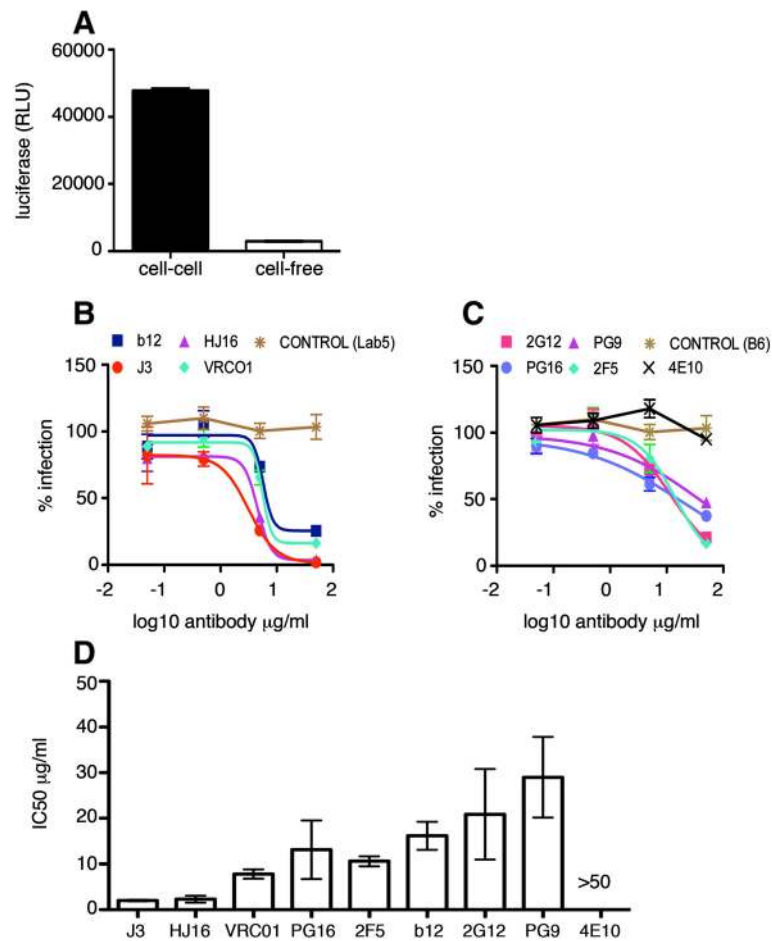 A
60000
40000
20000
0
luciferase (RLU)
cell-cell cell-free
B
b12 HJ16 CONTROL (Lab5)
J3 VRCO1
150
100
50
0
% infection
-2 -1 0 1 2
log10 antibody μg/ml
C
2G12 PG9 CONTROL (B6)
PG16 2F5 4E10
150
100
50
0
% infection
-2 -1 0 1 2
log10 antibody μg/ml
D
50
40
30
20
10
0
IC50 μg/ml
>50
J3 HJ16 VRC01 PG16 2F5 b12 2G12 PG9 4E10